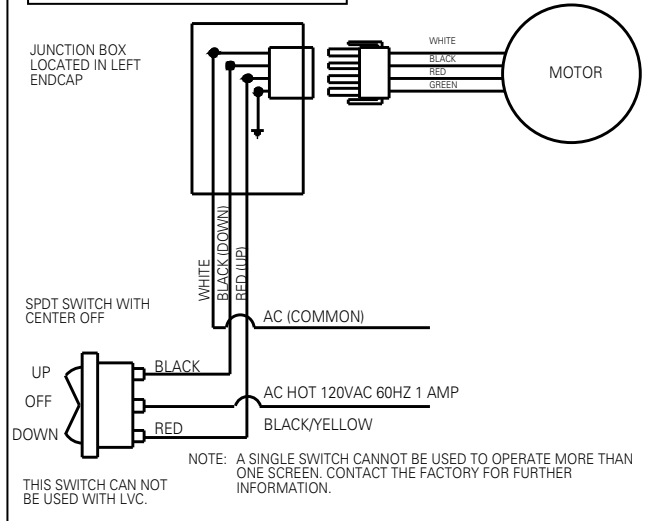 JUNCTION BOX
LOCATED IN LEFT
ENDCAP
WHITE
BLACK
RED
GREEN
MOTOR
WHITE
BLACK (DOWN)
RED (UP)
SPDT SWITCH WITH
CENTER OFF
AC (COMMON)
UP
BLACK
OFF
AC HOT 120VAC 60HZ 1 AMP
BLACK/YELLOW
DOWN
RED
NOTE: A SINGLE SWITCH CANNOT BE USED TO OPERATE MORE THAN
ONE SCREEN. CONTACT THE FACTORY FOR FURTHER
INFORMATION.
THIS SWITCH CAN NOT
BE USED WITH LVC.